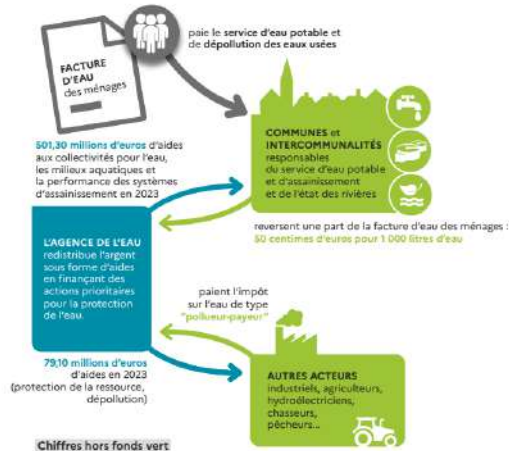 paie le service d'eau potable et
de dépollution des eaux usées
FACTURE
D'EAU
des ménages
501,30 millions d'euros d'aides
aux collectivités pour l'eau,
les milieux aquatiques et
la performance des systèmes
d'assainissement en 2023
COMMUNES et
INTERCOMMUNALITÉS
responsables
du service d'eau potable
et d'assainissement
et de l'état des rivières
reversent une part de la facture d'eau des ménages :
50 centimes d'euros pour 1 000 litres d'eau
L'AGENCE DE L'EAU
redistribue l'argent
sous forme d'aides
en finançant des
actions prioritaires
pour la protection
de l'eau.
paient l'impôt
sur l'eau de type
"pollueur-payeur"
79,10 millions d'euros
d'aides en 2023
(protection de la ressource,
dépollution)
AUTRES ACTEURS
industriels, agriculteurs,
hydroélectriciens,
chasseurs,
pêcheurs...
Chiffres hors fonds vert